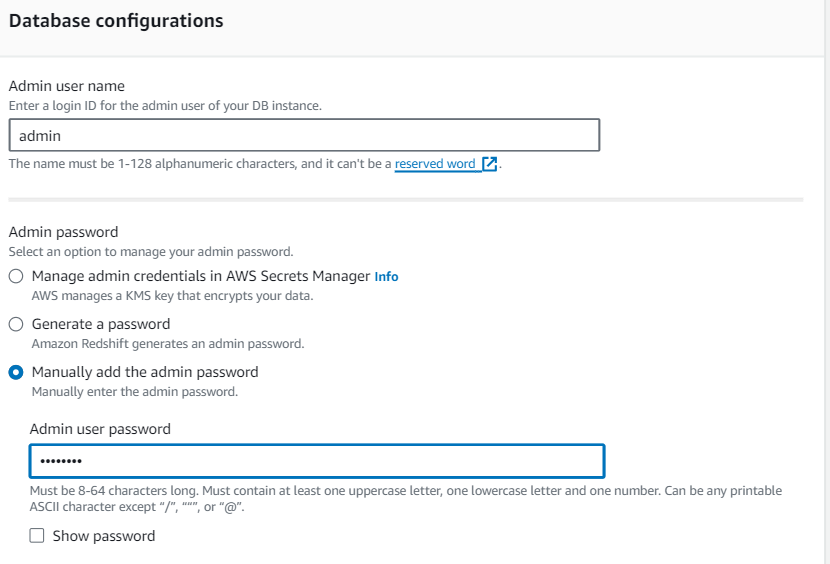 Database configurations
Admin user name
Enter a login ID for the admin user of your DB instance.
admin
The name must be 1-128 alphanumeric characters, and it can't be a reserved word.
Admin password
Select an option to manage your admin password.
Manage admin credentials in AWS Secrets Manager Info
AWS manages a KMS key that encrypts your data.
Generate a password
Amazon Redshift generates an admin password.
Manually add the admin password
Manually enter the admin password.
Admin user password
••••••••
Must be 8-64 characters long. Must contain at least one uppercase letter, one lowercase letter and one number. Can be any printable
ASCII character except “/”, “"”, or “@”.
Show password